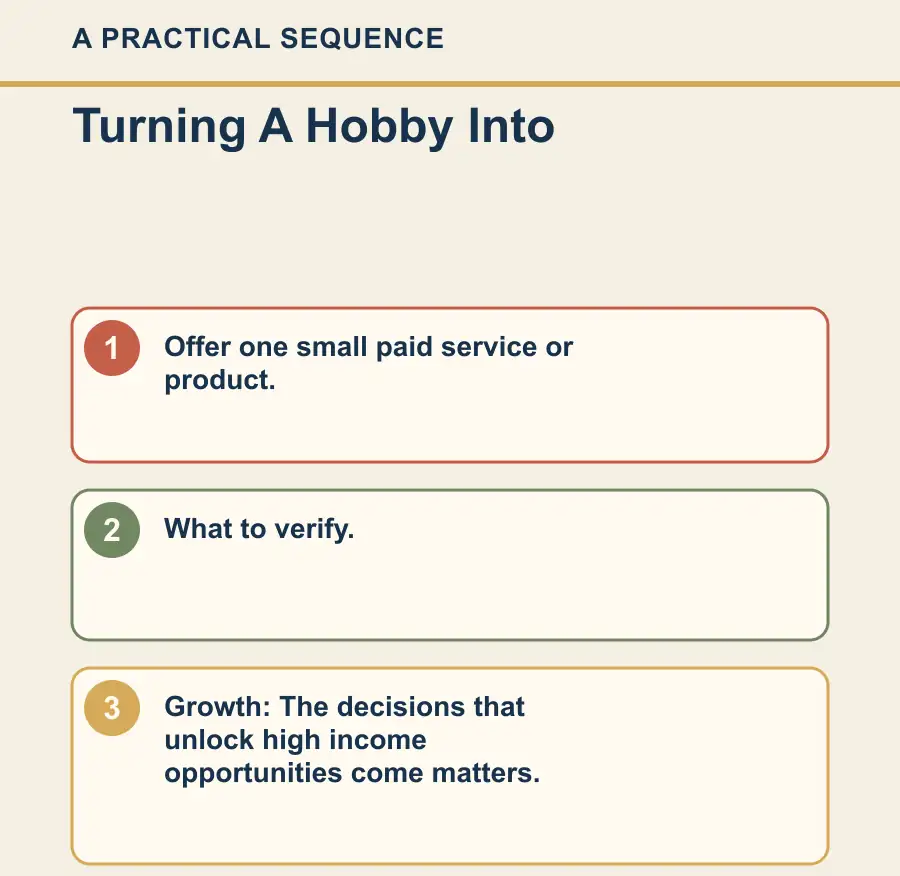 A PRACTICAL SEQUENCE
Turning A Hobby Into
1
Offer one small paid service or
product.
2
What to verify.
3
Growth: The decisions that
unlock high income
opportunities come matters.